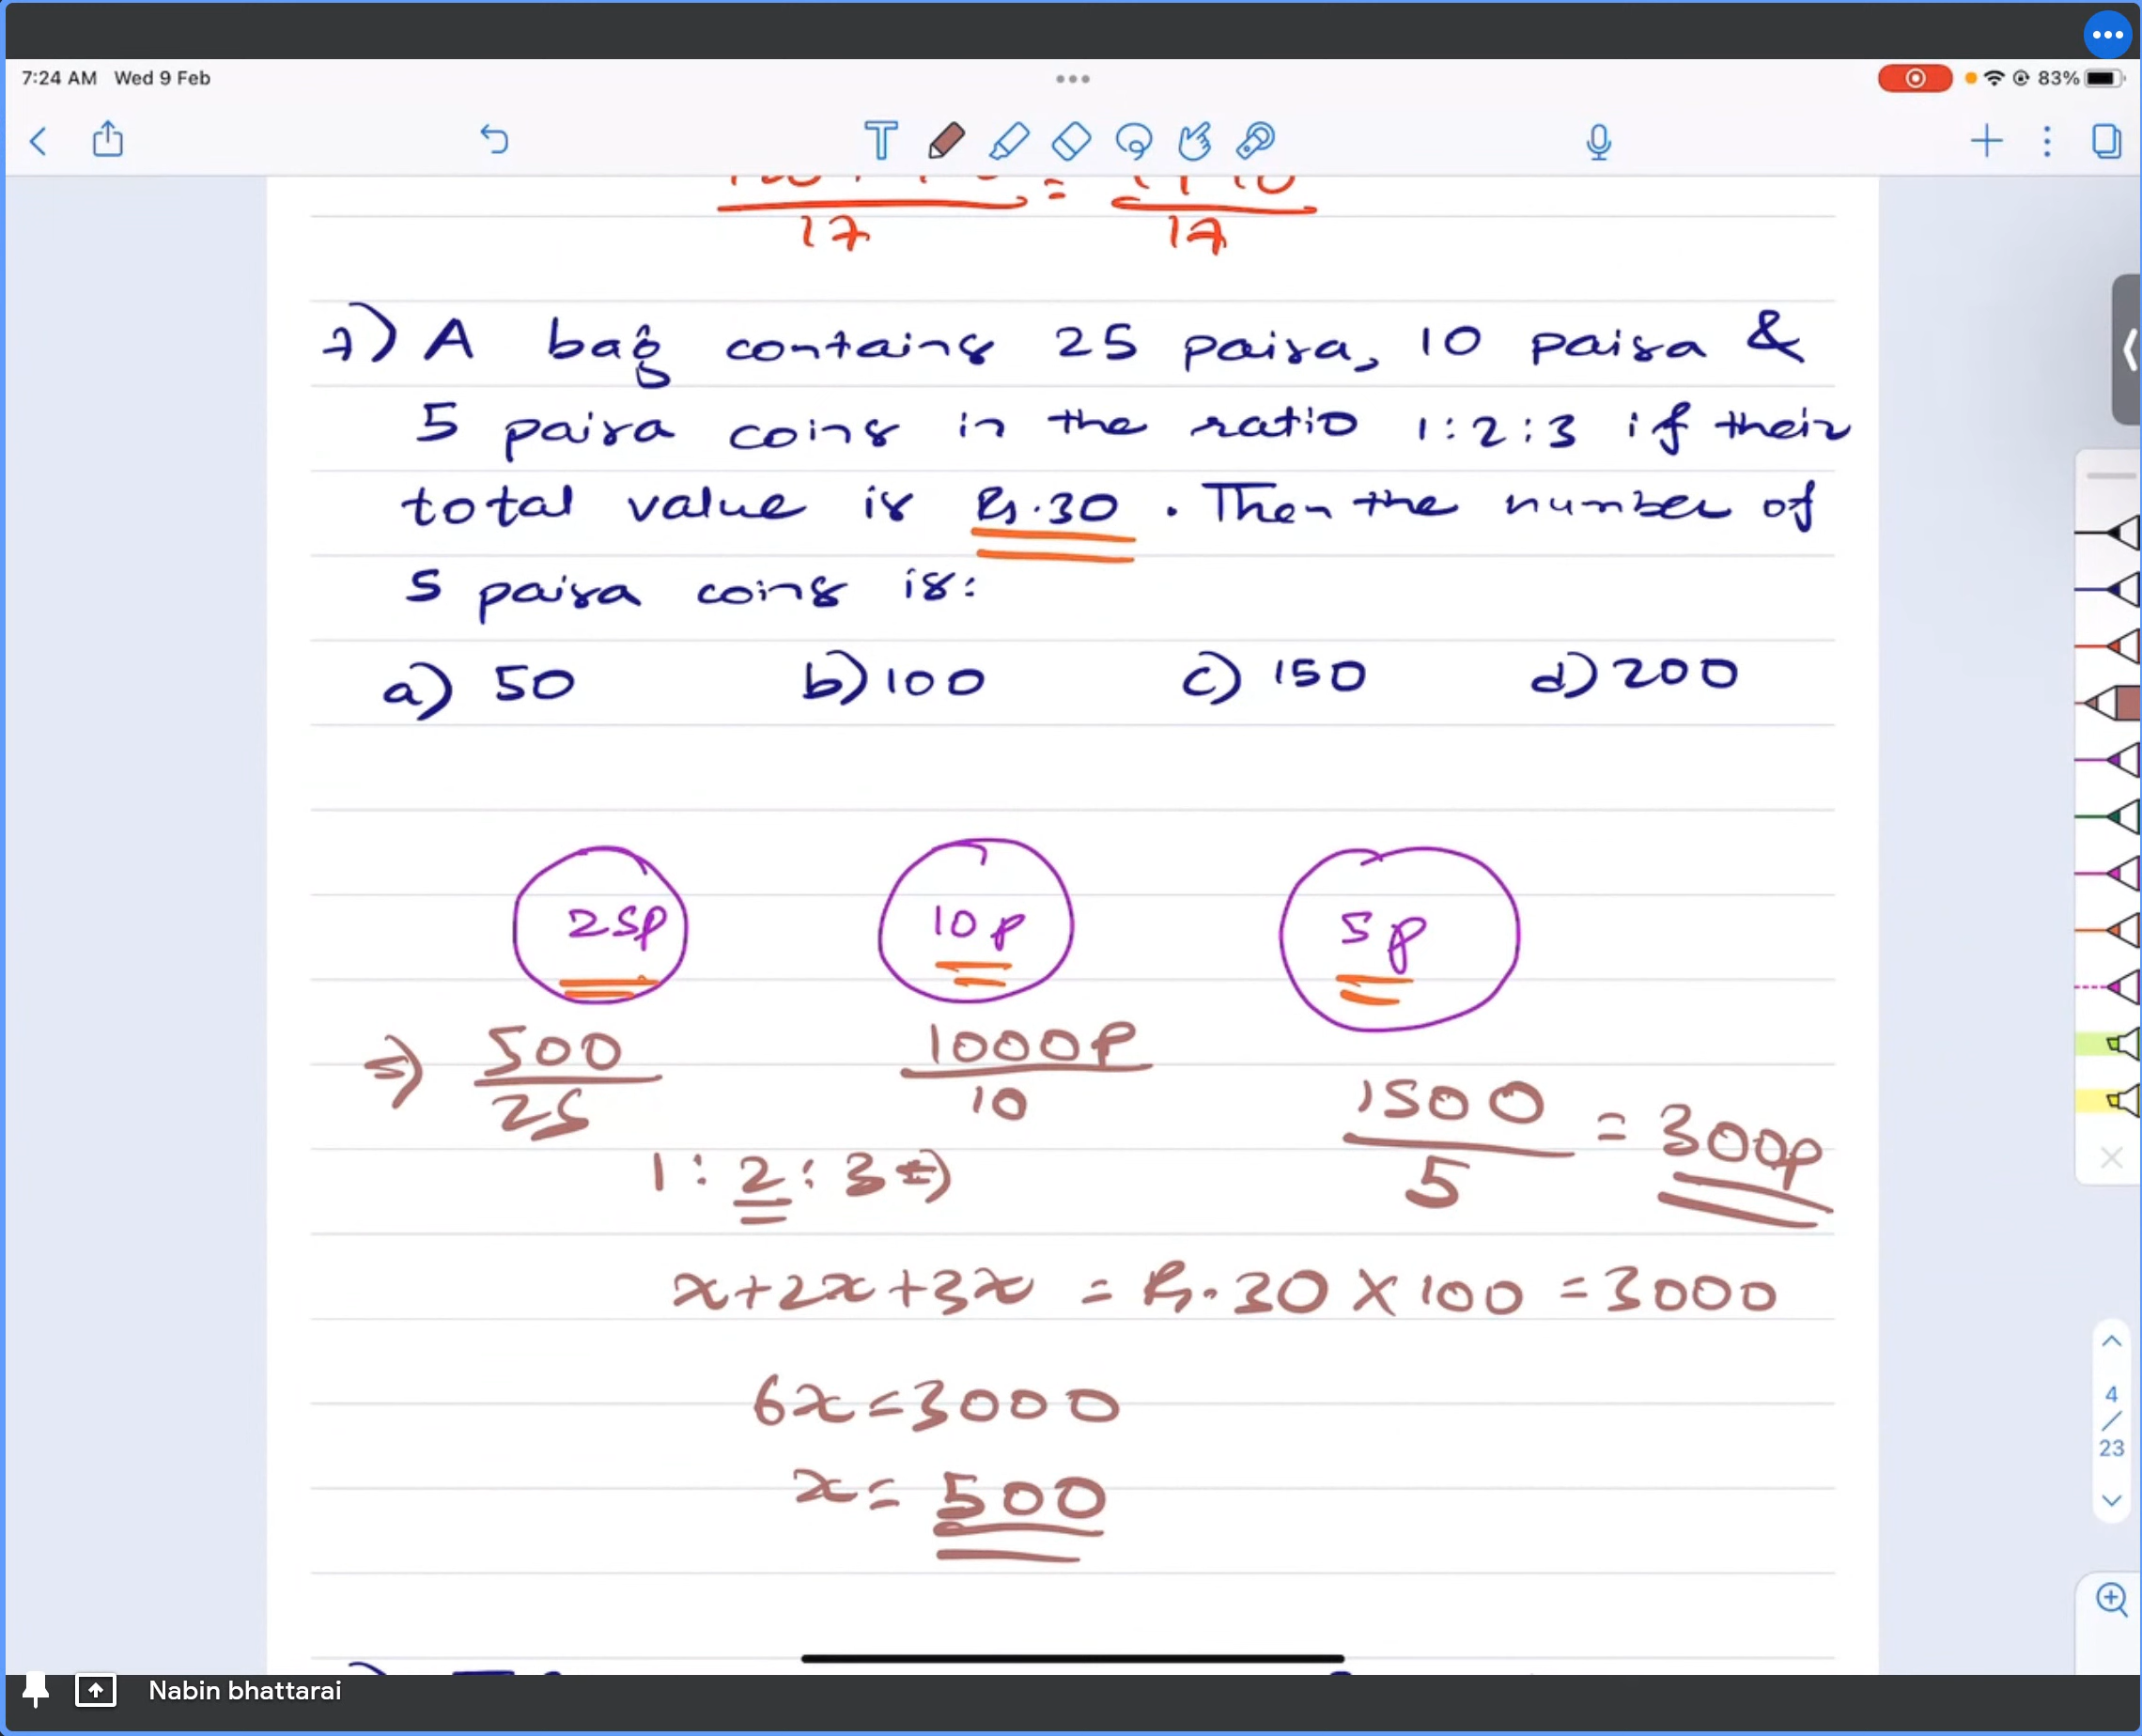 7:24 AM Wed 9 Feb
83%
T
17 = 17
7) A bag contains 25 paisa, 10 paisa &
5 paisa coins in the ratio 1:2:3 if their
total value is Rs.30. Then the number of
5 paisa coins is:
a) 50 b) 100 c) 150 d) 200
25p 10p 5p
⇒ 500/25 1000p/10 1500/5 = 300p
1:2:3 ⇒)
x+2x+3x = Rs.30 × 100 = 3000
6x=3000
x= 500
4
/
23
Nabin bhattarai